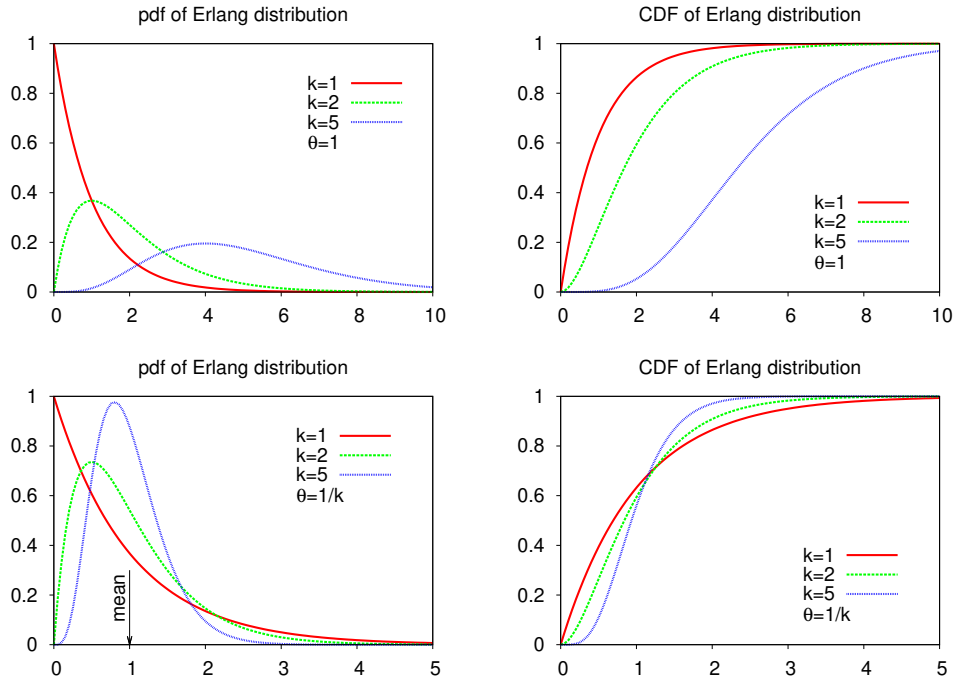 pdf of Erlang distribution
1
0.8
0.6
0.4
0.2
0
0 2 4 6 8 10
k=1
k=2
k=5
θ=1
CDF of Erlang distribution
1
0.8
0.6
0.4
0.2
0
0 2 4 6 8 10
k=1
k=2
k=5
θ=1
pdf of Erlang distribution
1
0.8
0.6
0.4
0.2
0
0 1 2 3 4 5
k=1
k=2
k=5
θ=1/k
mean
CDF of Erlang distribution
1
0.8
0.6
0.4
0.2
0
0 1 2 3 4 5
k=1
k=2
k=5
θ=1/k